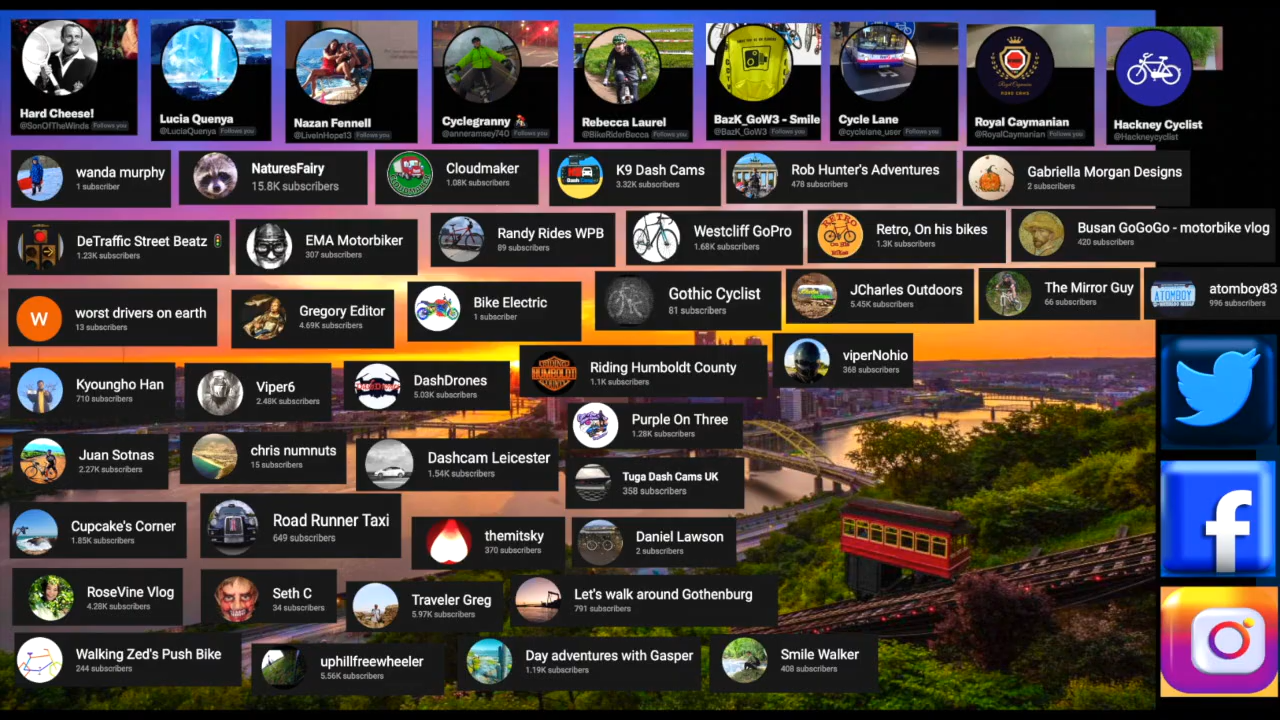 Hard Cheese!
@SonOfTheWinds Follows you
Lucia Quenya
@LuciaQuenya Follows you
Nazan Fennell
@LiveInHope13 Follows you
Cyclegranny
@anneramsey740 Follows you
Rebecca Laurel
@BikeRiderBecca Follows you
BazK_GoW3 - Smile
@BazK_GoW3 Follows you
Cycle Lane
@cyclelane_user Follows you
Royal Caymanian
@RoyalCaymanian Follows you
Hackney Cyclist
@Hackneycyclist
wanda murphy
1 subscriber
NaturesFairy
15.8K subscribers
Cloudmaker
1.08K subscribers
K9 Dash Cams
3.32K subscribers
Rob Hunter's Adventures
478 subscribers
Gabriella Morgan Designs
2 subscribers
DeTraffic Street Beatz 🚦
1.23K subscribers
EMA Motorbiker
307 subscribers
Randy Rides WPB
89 subscribers
Westcliff GoPro
1.68K subscribers
RETRO
Retro, On his bikes
1.3K subscribers
Busan GoGoGo - motorbike vlog
420 subscribers
W
worst drivers on earth
13 subscribers
Gregory Editor
4.69K subscribers
Bike Electric
1 subscriber
Gothic Cyclist
81 subscribers
JCharles Outdoors
5.45K subscribers
The Mirror Guy
66 subscribers
ATOMBOY
atomboy83
996 subscribers
Kyoungho Han
710 subscribers
Viper6
2.48K subscribers
DashDrones
5.03K subscribers
RIDING
HUMBOLDT
COUNTY
Riding Humboldt County
1.1K subscribers
viperNohio
368 subscribers
Purple On Three
1.28K subscribers
Juan Sotnas
2.27K subscribers
chris numnuts
15 subscribers
Dashcam Leicester
1.54K subscribers
Tuga Dash Cams UK
358 subscribers
Cupcake's Corner
1.85K subscribers
Road Runner Taxi
649 subscribers
themitsky
370 subscribers
Daniel Lawson
2 subscribers
RoseVine Vlog
4.28K subscribers
Seth C
34 subscribers
Traveler Greg
5.97K subscribers
Let's walk around Gothenburg
791 subscribers
Walking Zed's Push Bike
244 subscribers
uphillfreewheeler
5.56K subscribers
Day adventures with Gasper
1.19K subscribers
Smile Walker
408 subscribers
f